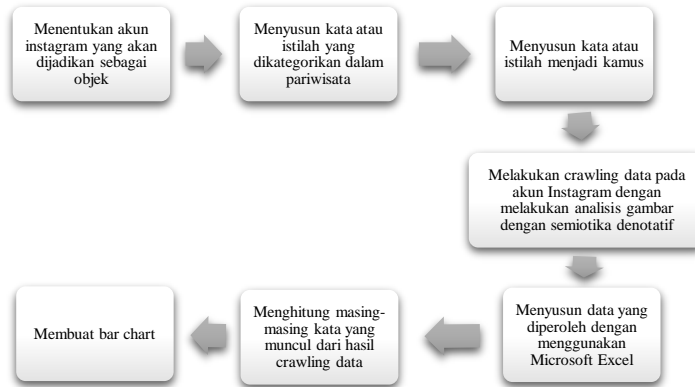 Menentukan akun
instagram yang akan
dijadikan sebagai
objek
Menyusun kata atau
istilah yang
dikategorikan dalam
pariwisata
Menyusun kata atau
istilah menjadi kamus
Melakukan crawling data pada
akun Instagram dengan
melakukan analisis gambar
dengan semiotika denotatif
Menyusun data yang
diperoleh dengan
menggunakan
Microsoft Excel
Menghitung masing-
masing kata yang
muncul dari hasil
crawling data
Membuat bar chart